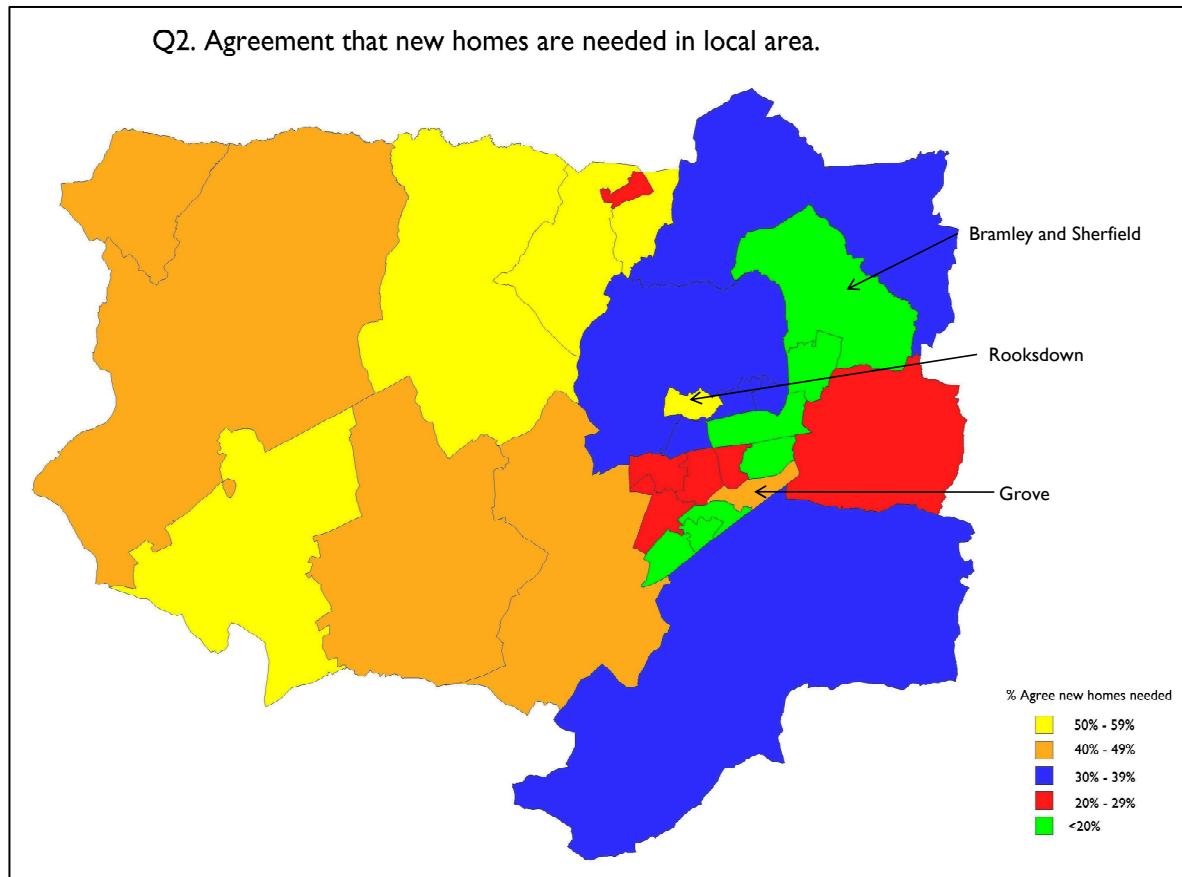 Q2. Agreement that new homes are needed in local area.
Bramley and Sherfield
Rooksdown
Grove
% Agree new homes needed
50% - 59%
40% - 49%
30% - 39%
20% - 29%
<20%